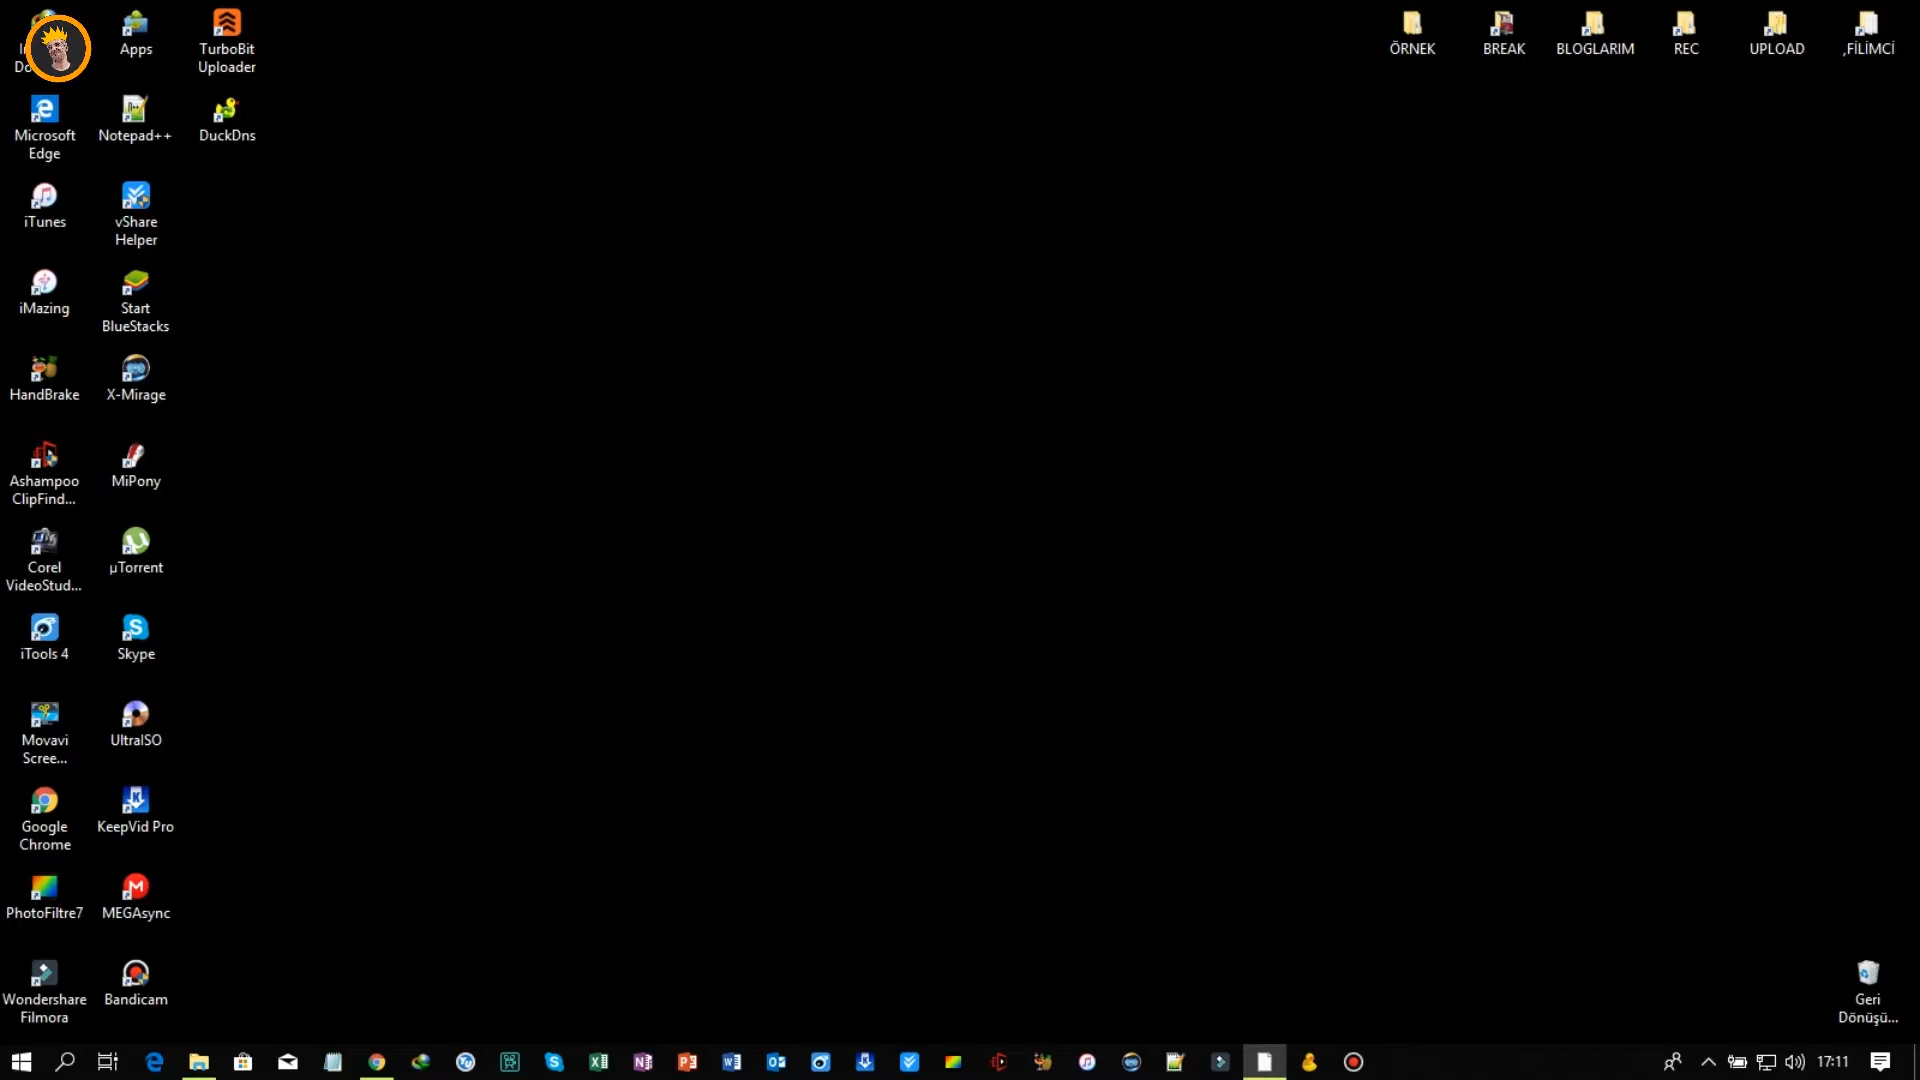 Apps
TurboBit
Uploader
ÖRNEK
BREAK
BLOGLARIM
REC
UPLOAD
,FİLİMCİ
Microsoft
Edge
Notepad++
DuckDns
iTunes
vShare
Helper
iMazing
Start
BlueStacks
HandBrake
X-Mirage
Ashampoo
ClipFind...
MiPony
Corel
VideoStud...
µTorrent
iTools 4
Skype
Movavi
Scree...
UltraISO
Google
Chrome
KeepVid Pro
PhotoFiltre7
MEGAsync
Wondershare
Filmora
Bandicam
Geri
Dönüşü...
17:11